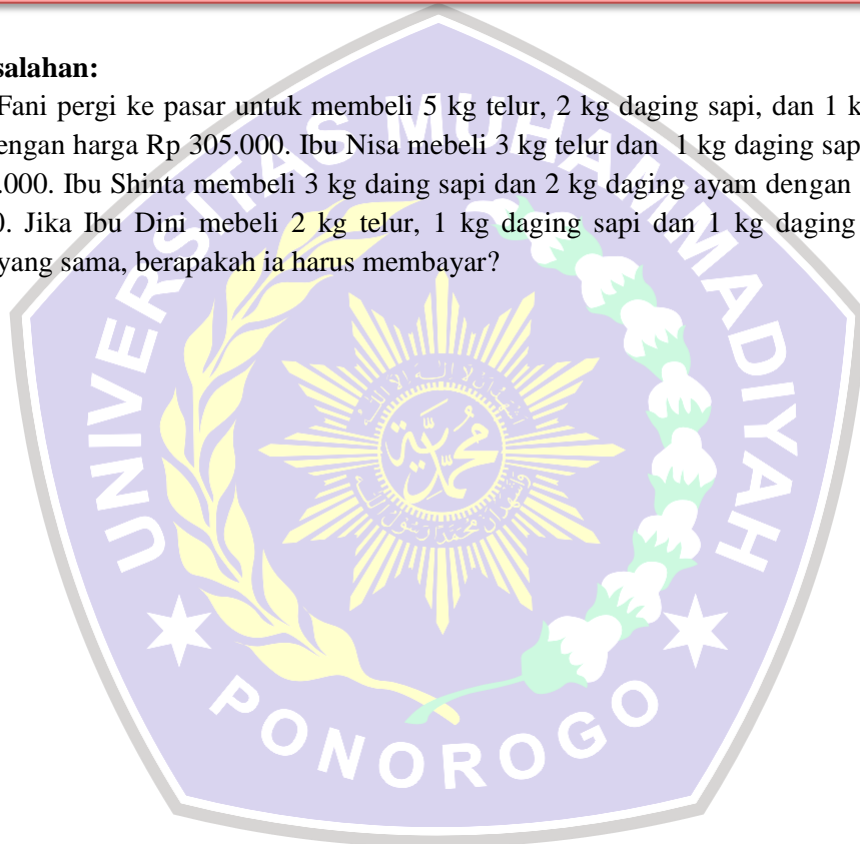 salahan:
Fani pergi ke pasar untuk membeli 5 kg telur, 2 kg daging sapi, dan 1 k
engan harga Rp 305.000. Ibu Nisa mebeli 3 kg telur dan 1 kg daging sap
.000. Ibu Shinta membeli 3 kg daing sapi dan 2 kg daging ayam dengan
0. Jika Ibu Dini mebeli 2 kg telur, 1 kg daging sapi dan 1 kg daging
yang sama, berapakah ia harus membayar?
UNIVERSITAS MUHAMMADIYAH
PONOROGO